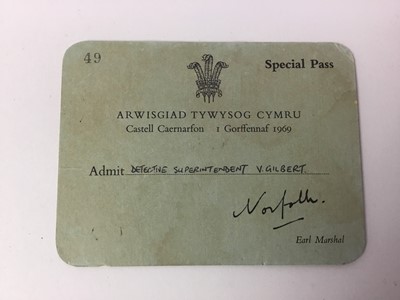 49
Special Pass
ARWISGIAD TYWYSOG CYMRU
Castell Caernarfon 1 Gorffennaf 1969
Admit DETECTIVE SUPERINTENDENT V. GILBERT
Norfolk.
Earl Marshal